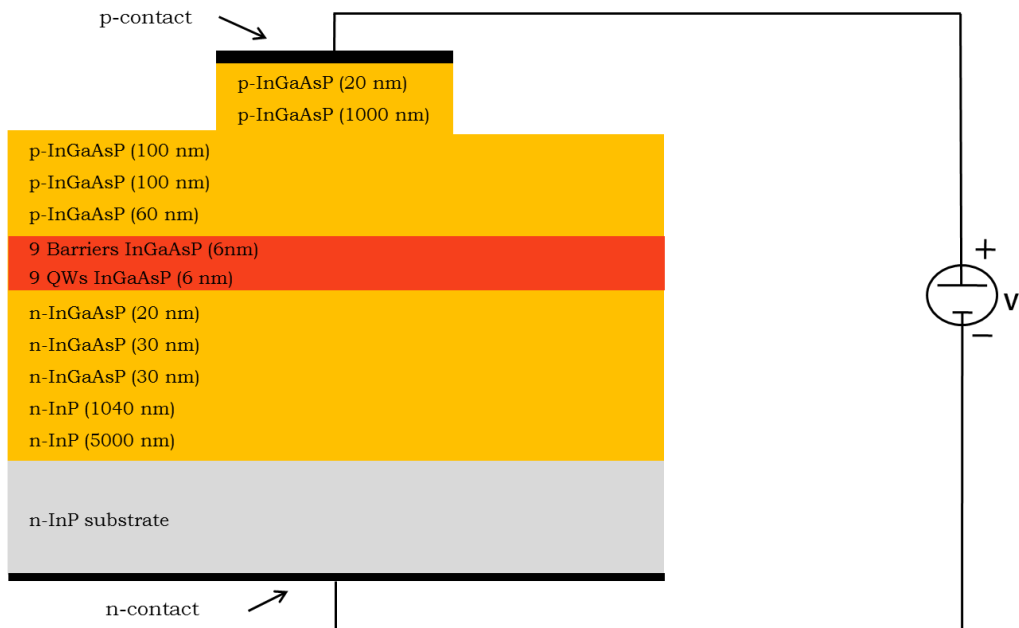 p-contact
p-InGaAsP (20 nm)
p-InGaAsP (1000 nm)
p-InGaAsP (100 nm)
p-InGaAsP (100 nm)
p-InGaAsP (60 nm)
9 Barriers InGaAsP (6nm)
9 QWs InGaAsP (6 nm)
n-InGaAsP (20 nm)
n-InGaAsP (30 nm)
n-InGaAsP (30 nm)
n-InP (1040 nm)
n-InP (5000 nm)
n-InP substrate
n-contact
+
V
−